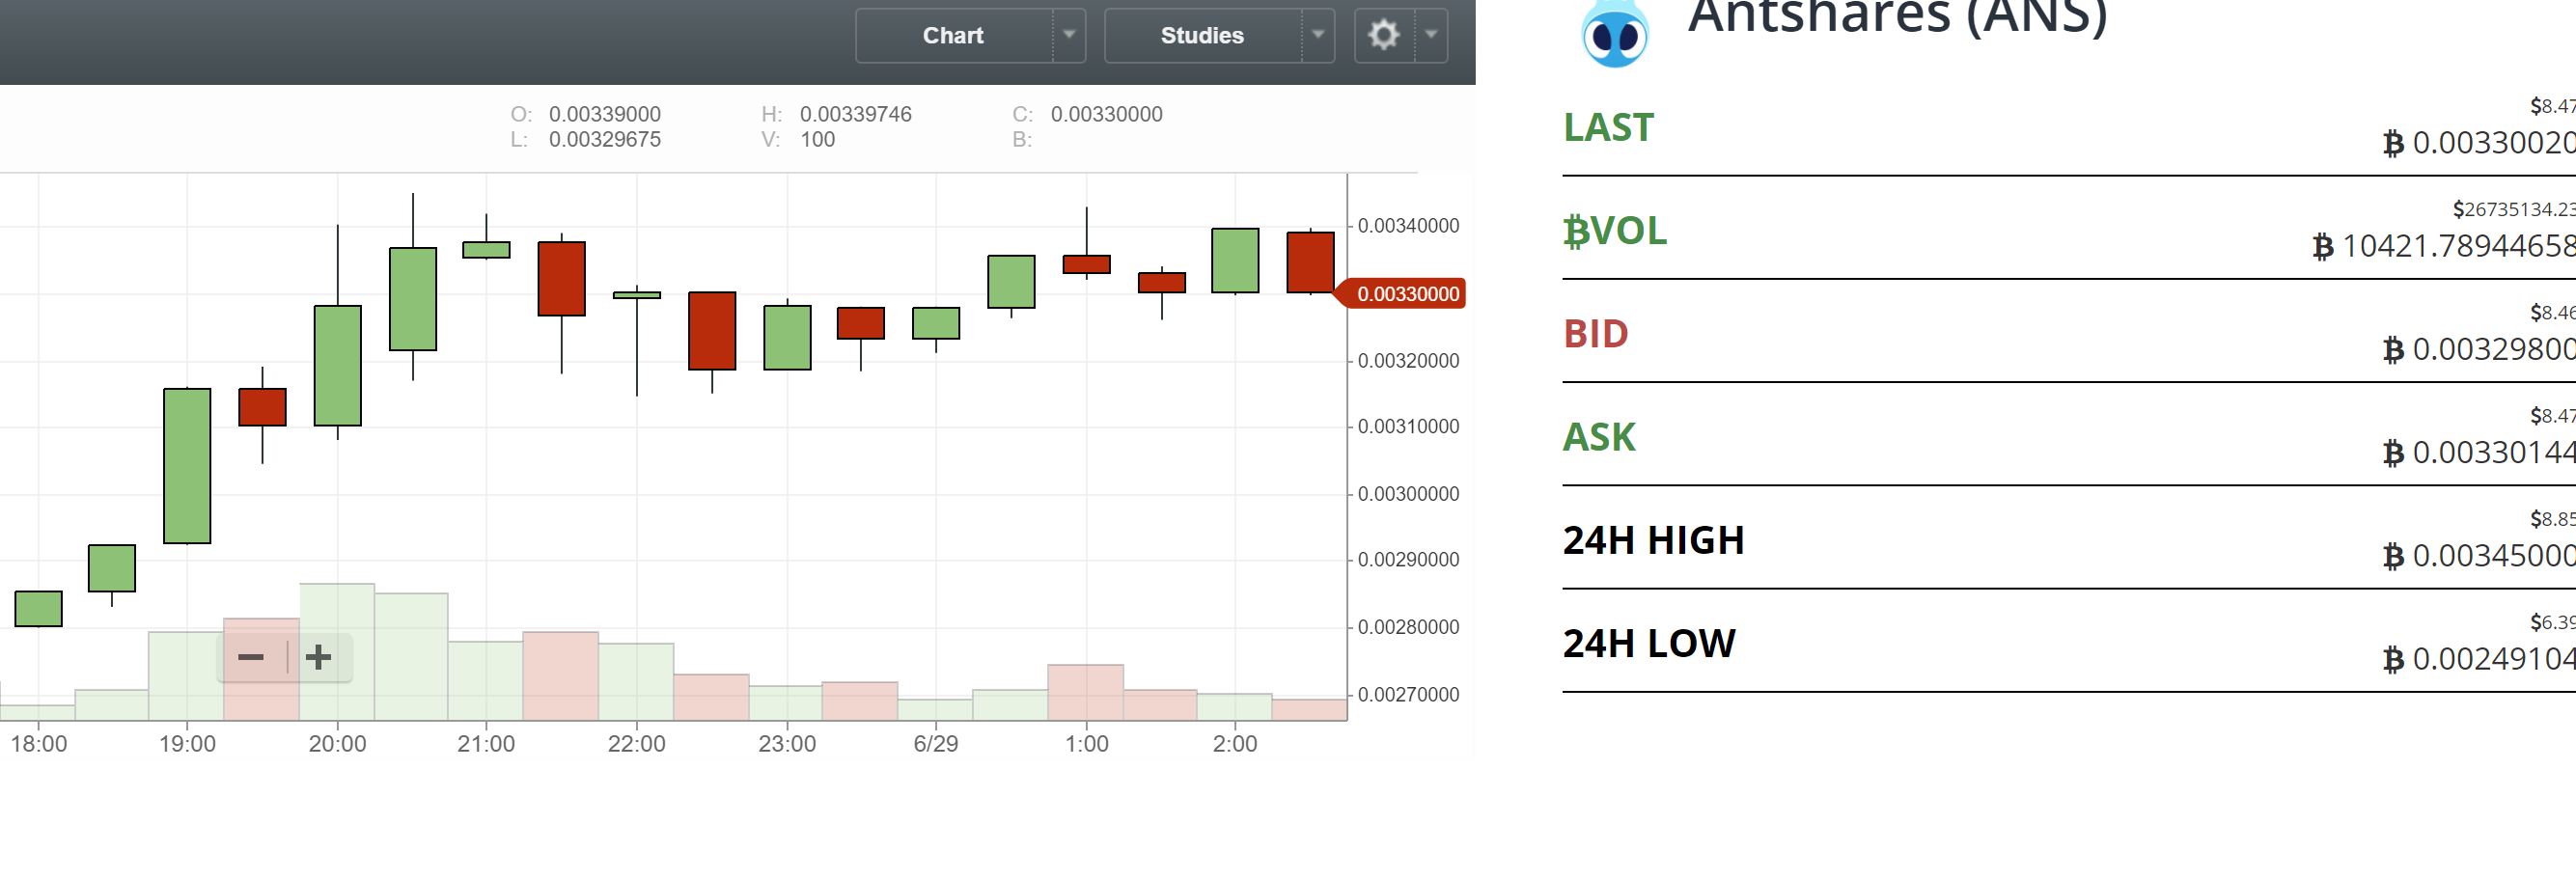 Chart
Studies
O: 0.00339000 H: 0.00339746 C: 0.00330000
L: 0.00329675 V: 100 B:
0.00340000
0.00330000
0.00320000
0.00310000
0.00300000
0.00290000
0.00280000
0.00270000
18:00 19:00 20:00 21:00 22:00 23:00 6/29 1:00 2:00
Antshares (ANS)
LAST
$8.47
₿ 0.00330020
₿VOL
$26735134.23
₿ 10421.78944658
BID
$8.46
₿ 0.00329800
ASK
$8.47
₿ 0.00330144
24H HIGH
$8.85
₿ 0.00345000
24H LOW
$6.39
₿ 0.00249104